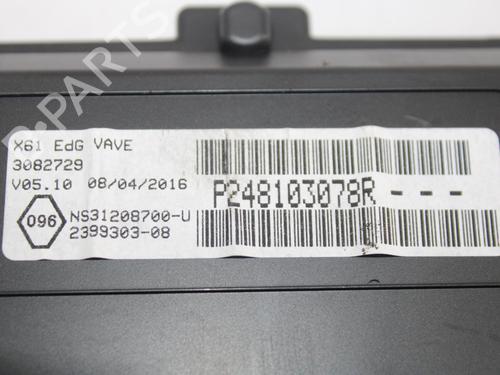 B-PARTS
X61 EdG VAVE
3082729
V05.10 08/04/2016
P248103078R---
096
NS31208700-U
2399303-08